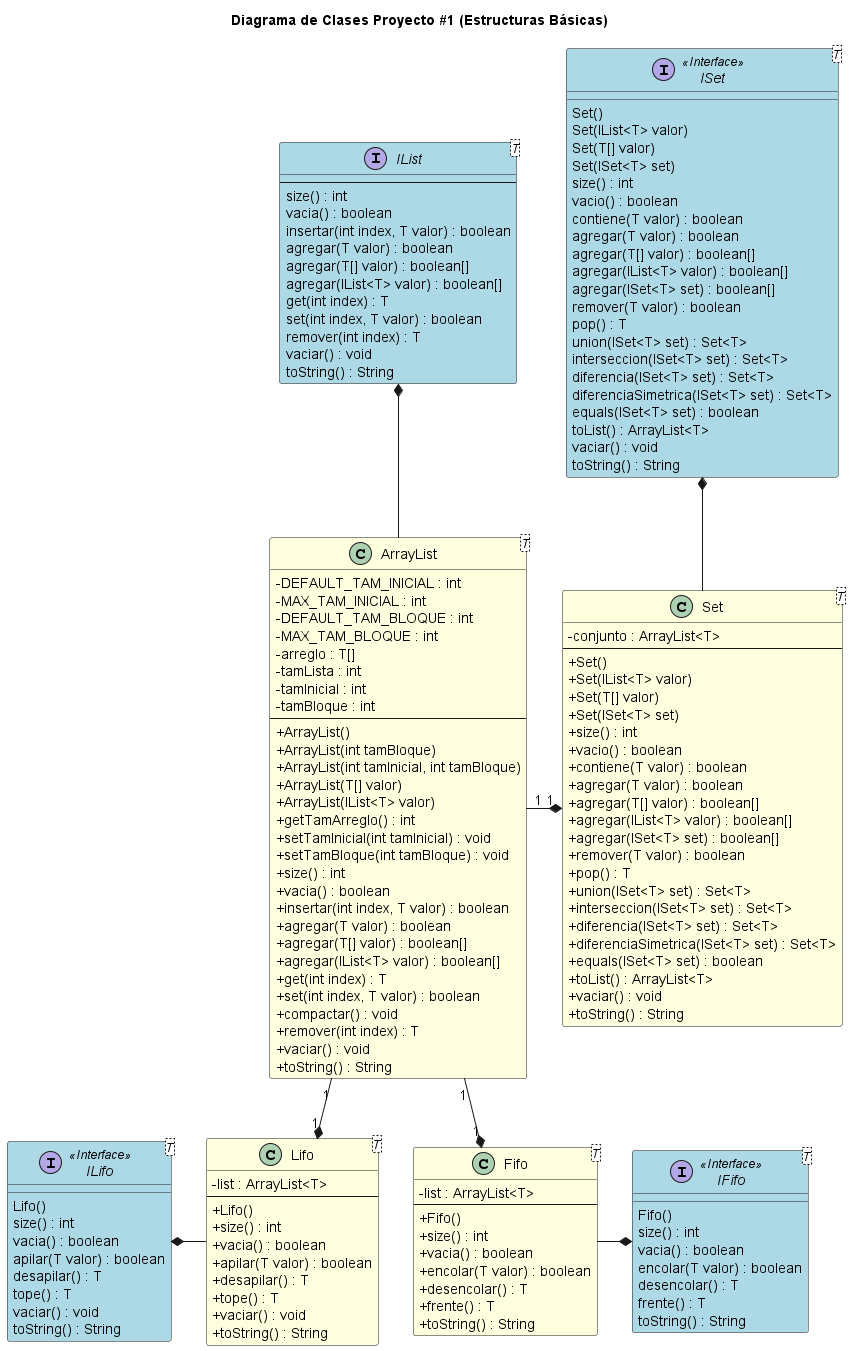 Diagrama de Clases Proyecto #1 (Estructuras Básicas)
T
I «Interface»
ISet
Set()
Set(IList<T> valor)
Set(T[] valor)
Set(ISet<T> set)
size() : int
vacio() : boolean
contiene(T valor) : boolean
agregar(T valor) : boolean
agregar(T[] valor) : boolean[]
agregar(IList<T> valor) : boolean[]
agregar(ISet<T> set) : boolean[]
remover(T valor) : boolean
pop() : T
union(ISet<T> set) : Set<T>
interseccion(ISet<T> set) : Set<T>
diferencia(ISet<T> set) : Set<T>
diferenciaSimetrica(ISet<T> set) : Set<T>
equals(ISet<T> set) : boolean
toList() : ArrayList<T>
vaciar() : void
toString() : String
T
I IList
size() : int
vacia() : boolean
insertar(int index, T valor) : boolean
agregar(T valor) : boolean
agregar(T[] valor) : boolean[]
agregar(IList<T> valor) : boolean[]
get(int index) : T
set(int index, T valor) : boolean
remover(int index) : T
vaciar() : void
toString() : String
T
C ArrayList
-DEFAULT_TAM_INICIAL : int
-MAX_TAM_INICIAL : int
-DEFAULT_TAM_BLOQUE : int
-MAX_TAM_BLOQUE : int
-arreglo : T[]
-tamLista : int
-tamInicial : int
-tamBloque : int
+ArrayList()
+ArrayList(int tamBloque)
+ArrayList(int tamInicial, int tamBloque)
+ArrayList(T[] valor)
+ArrayList(IList<T> valor)
+getTamArreglo() : int
+setTamInicial(int tamInicial) : void
+setTamBloque(int tamBloque) : void
+size() : int
+vacia() : boolean
+insertar(int index, T valor) : boolean
+agregar(T valor) : boolean
+agregar(T[] valor) : boolean[]
+agregar(IList<T> valor) : boolean[]
+get(int index) : T
+set(int index, T valor) : boolean
+compactar() : void
+remover(int index) : T
+vaciar() : void
+toString() : String
1 1
T
C Set
-conjunto : ArrayList<T>
+Set()
+Set(IList<T> valor)
+Set(T[] valor)
+Set(ISet<T> set)
+size() : int
+vacio() : boolean
+contiene(T valor) : boolean
+agregar(T valor) : boolean
+agregar(T[] valor) : boolean[]
+agregar(IList<T> valor) : boolean[]
+agregar(ISet<T> set) : boolean[]
+remover(T valor) : boolean
+pop() : T
+union(ISet<T> set) : Set<T>
+interseccion(ISet<T> set) : Set<T>
+diferencia(ISet<T> set) : Set<T>
+diferenciaSimetrica(ISet<T> set) : Set<T>
+equals(ISet<T> set) : boolean
+toList() : ArrayList<T>
+vaciar() : void
+toString() : String
1
1
1
1
T
I «Interface»
ILifo
Lifo()
size() : int
vacia() : boolean
apilar(T valor) : boolean
desapilar() : T
tope() : T
vaciar() : void
toString() : String
T
C Lifo
-list : ArrayList<T>
+Lifo()
+size() : int
+vacia() : boolean
+apilar(T valor) : boolean
+desapilar() : T
+tope() : T
+vaciar() : void
+toString() : String
T
C Fifo
-list : ArrayList<T>
+Fifo()
+size() : int
+vacia() : boolean
+encolar(T valor) : boolean
+desencolar() : T
+frente() : T
+toString() : String
T
I «Interface»
IFifo
Fifo()
size() : int
vacia() : boolean
encolar(T valor) : boolean
desencolar() : T
frente() : T
toString() : String